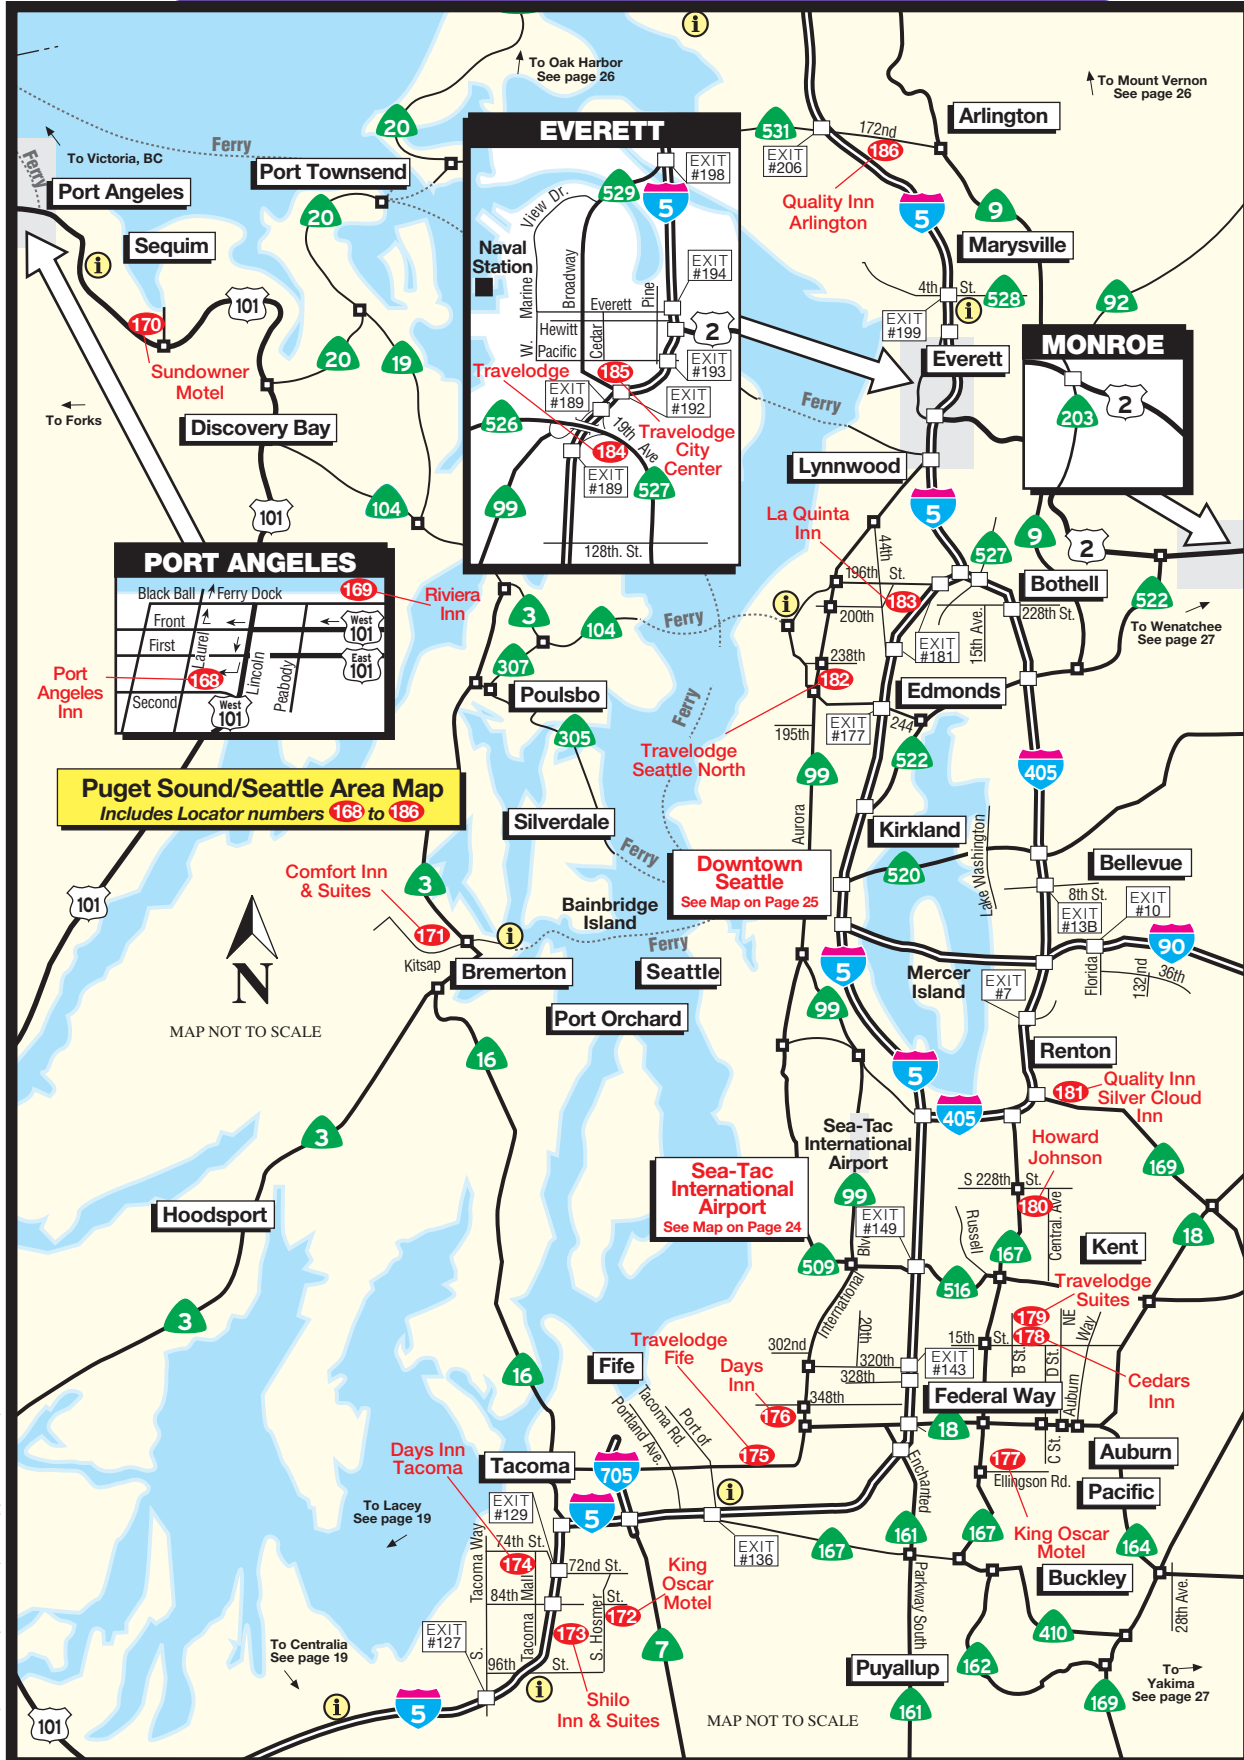 To Oak Harbor
See page 26
To Mount Vernon
See page 26
20
531
172nd
186
EXIT
#206
Arlington
Quality Inn
Arlington
5
9
Marysville
To Victoria, BC
Ferry
Ferry
Port Angeles
Port Townsend
20
Sequim
i
i
170
101
Sundowner
Motel
20
19
To Forks
Discovery Bay
104
101
EVERETT
EXIT
#198
529
5
View Dr.
Naval
Station
Marine
W.
Broadway
Pine
EXIT
#194
Everett
Hewitt
Cedar
Pacific
2
EXIT
#193
Travelodge
185
EXIT
#189
EXIT
#192
526
19th Ave
Travelodge
City
Center
184
EXIT
#189
527
99
128th. St.
4th St.
528
i
92
EXIT
#199
Everett
MONROE
2
203
Ferry
Lynnwood
5
La Quinta
Inn
44th
527
9
2
196th St.
Bothell
183
200th
i
15th Ave.
228th St.
522
To Wenatchee
See page 27
EXIT
#181
238th
182
Edmonds
EXIT
#177
244
195th
522
Travelodge
Seattle North
99
Aurora
405
PORT ANGELES
Black Ball
Ferry Dock
169
Riviera
Inn
Front
West
101
First
Laurel
Lincoln
Peabody
East
101
Port
Angeles
Inn
168
Second
West
101
3
104
Ferry
307
Poulsbo
305
Ferry
Puget Sound/Seattle Area Map
Includes Locator numbers 168 to 186
Silverdale
Ferry
Kirkland
Lake Washington
520
Bellevue
Downtown
Seattle
See Map on Page 25
Comfort Inn
& Suites
3
101
171
i
Kitsap
Bremerton
Bainbridge
Island
Ferry
Seattle
Port Orchard
8th St.
EXIT
#13B
EXIT
#10
90
5
Mercer
Island
EXIT
#7
Florida
132nd
36th
99
N
MAP NOT TO SCALE
16
Renton
5
181
Quality Inn
Silver Cloud
Inn
405
3
Sea-Tac
International
Airport
Howard
Johnson
169
Sea-Tac
International
Airport
See Map on Page 24
S 228th St.
180
Central. Ave
99
EXIT
#149
Russell
167
Kent
18
Hoodsport
509
Blv
International
516
Travelodge
Suites
179
178
NE
3
20th
15th St.
B St.
D St.
Auburn
Way
302nd
320th
328th
EXIT
#143
Travelodge
Fife
Fife
Days
Inn
Cedars
Inn
16
Federal Way
348th
176
18
C St.
Tacoma Rd.
Portland Ave.
Port of
175
177
Auburn
Days Inn
Tacoma
Tacoma
705
Enchanted
Ellingson Rd.
Pacific
i
To Lacey
See page 19
EXIT
#129
5
EXIT
#136
167
161
167
King Oscar
Motel
164
Tacoma Way
S.
74th St.
174
Mall
Tacoma
72nd St.
84th St.
King
Oscar
Motel
172
S. Hosmer
173
Parkway South
Buckley
28th Ave.
EXIT
#127
96th St.
7
410
To Centralia
See page 19
i
i
Puyallup
162
To
Yakima
See page 27
169
161
Shilo
Inn & Suites
5
101
MAP NOT TO SCALE